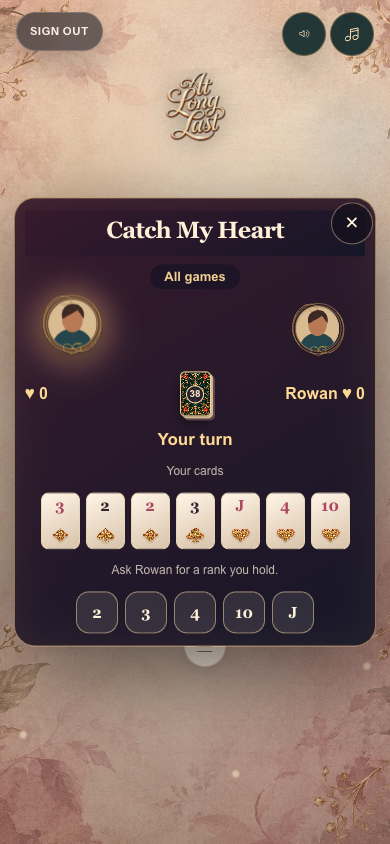 SIGN OUT
At
Long
Last
Catch My Heart
✕
All games
♥ 0
38
Rowan ♥ 0
Your turn
Your cards
3 2 2 3 J 4 10
Ask Rowan for a rank you hold.
2 3 4 10 J